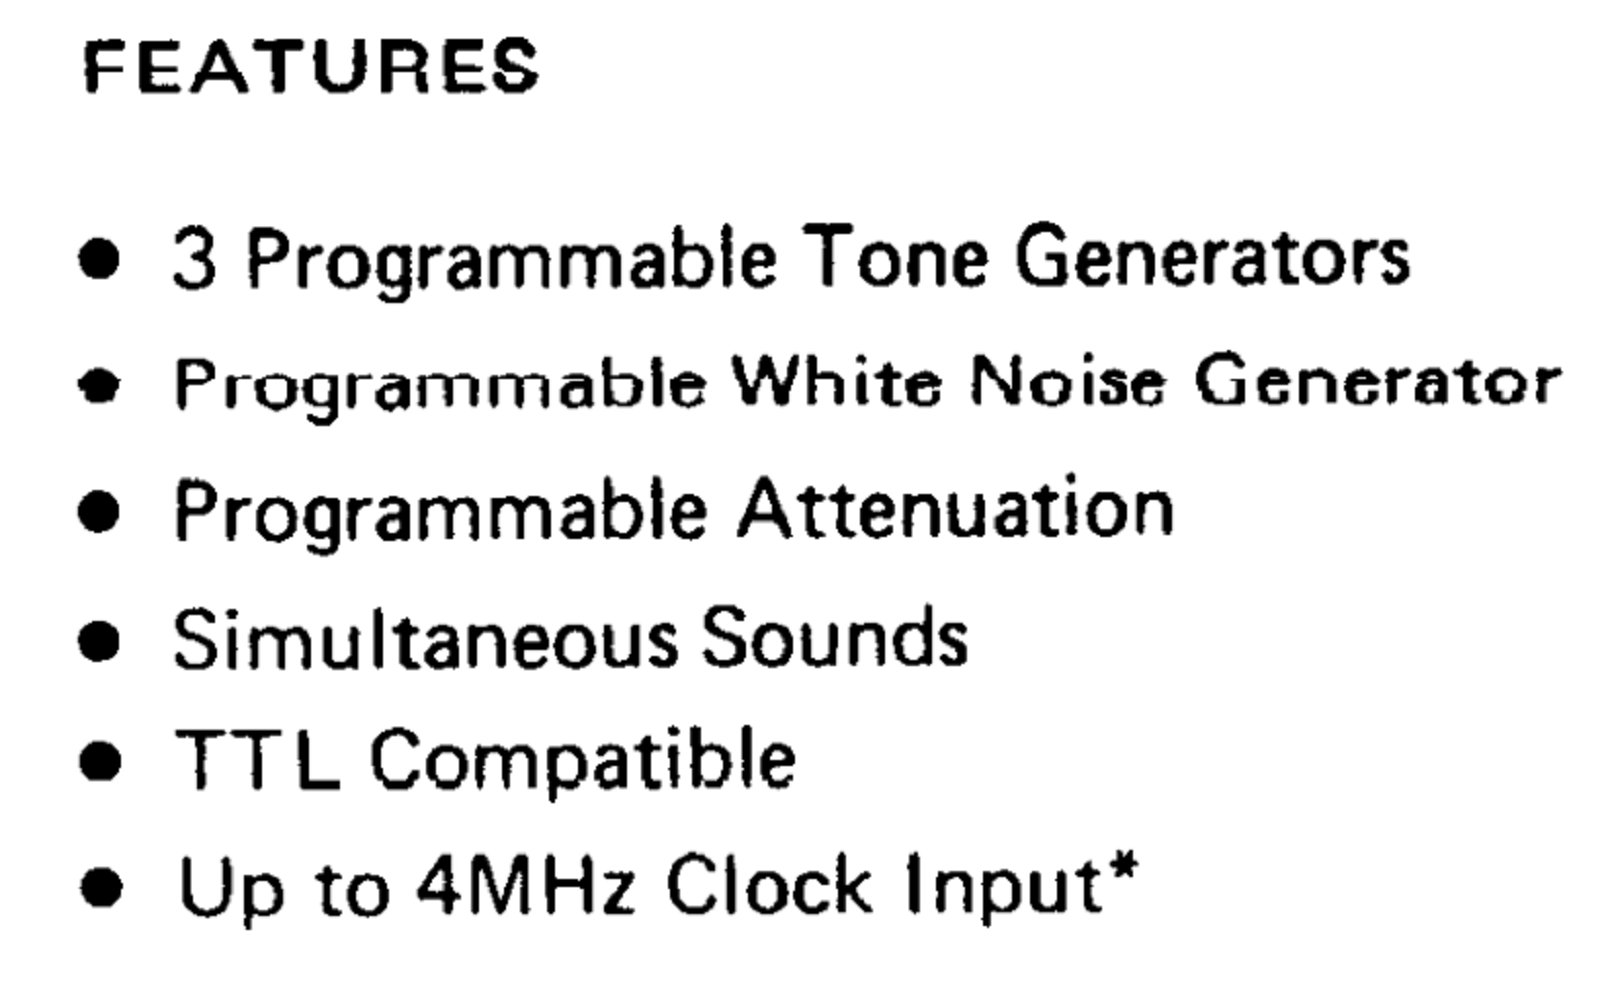 FEATURES
● 3 Programmable Tone Generators
● Programmable White Noise Generator
● Programmable Attenuation
● Simultaneous Sounds
● TTL Compatible
● Up to 4MHz Clock Input*